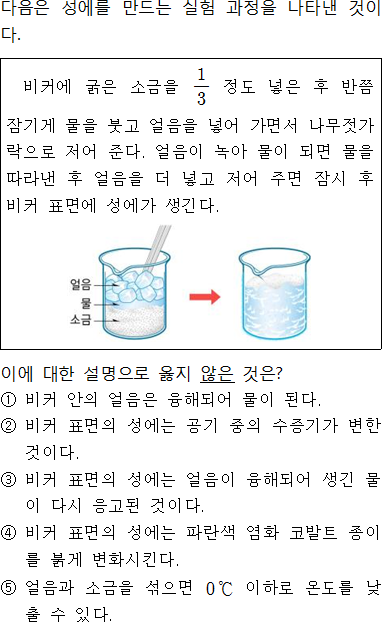 다음은 성에를 만드는 실험 과정을 나타낸 것이
다.
비커에 굵은 소금을 1/3 정도 넣은 후 반쯤
잠기게 물을 붓고 얼음을 넣어 가면서 나무젓가
락으로 저어 준다. 얼음이 녹아 물이 되면 물을
따라낸 후 얼음을 더 넣고 저어 주면 잠시 후
비커 표면에 성에가 생긴다.
얼음
물
소금
이에 대한 설명으로 옳지 않은 것은?
① 비커 안의 얼음은 융해되어 물이 된다.
② 비커 표면의 성에는 공기 중의 수증기가 변한
것이다.
③ 비커 표면의 성에는 얼음이 융해되어 생긴 물
이 다시 응고된 것이다.
④ 비커 표면의 성에는 파란색 염화 코발트 종이
를 붉게 변화시킨다.
⑤ 얼음과 소금을 섞으면 0℃ 이하로 온도를 낮
출 수 있다.